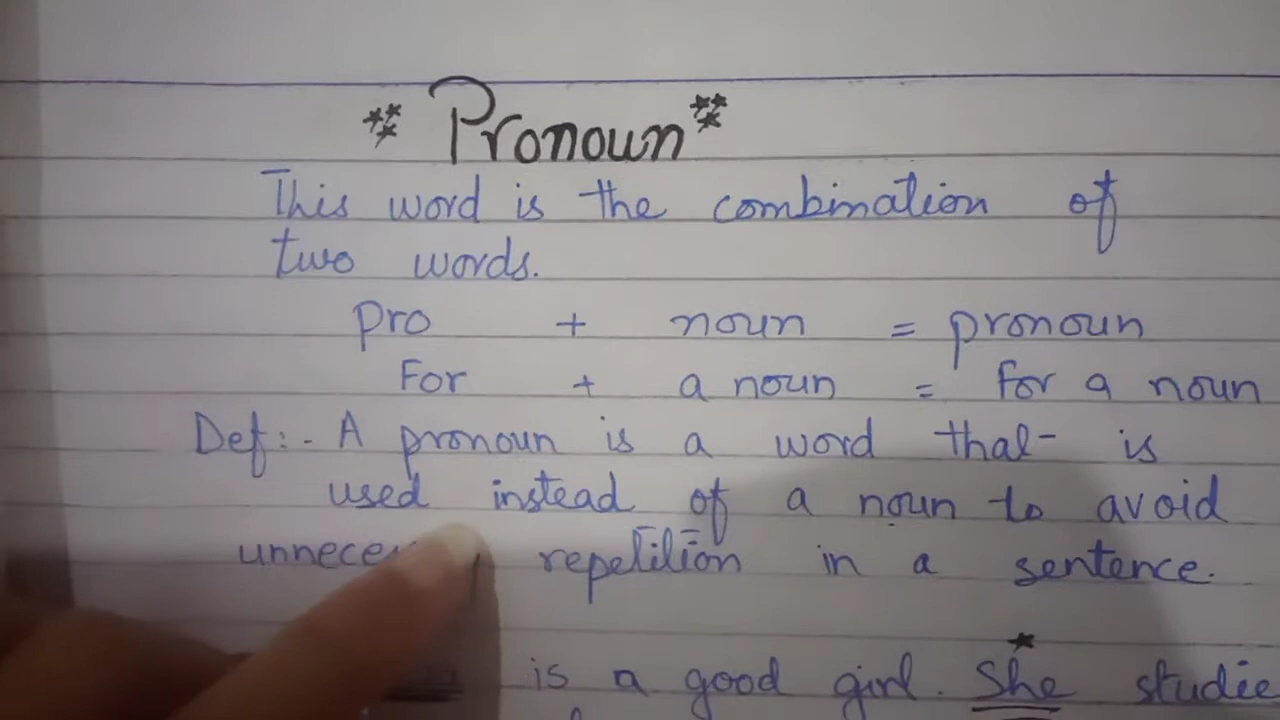 Pronoun
This word is the combination of
two words.
Pro + noun = pronoun
For + a noun = for a noun
Def:- A pronoun is a word that is
used instead of a noun to avoid
repetition in a sentence.
is a good girl. She studie